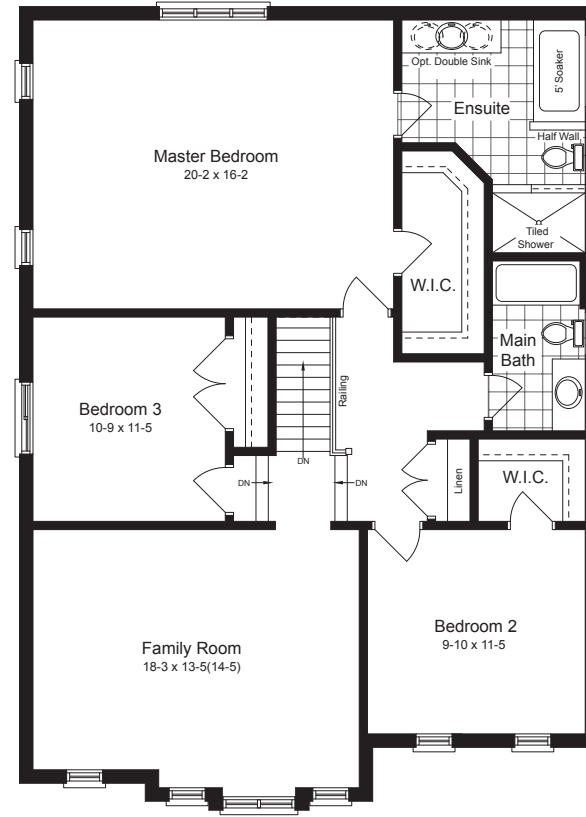 Opt. Double Sink
5' Soaker
Ensuite
Half Wall
Master Bedroom
20-2 x 16-2
Tiled
Shower
W.I.C.
Main
Bath
Railing
Bedroom 3
10-9 x 11-5
DN
DN
DN
Linen
W.I.C.
Bedroom 2
9-10 x 11-5
Family Room
18-3 x 13-5(14-5)